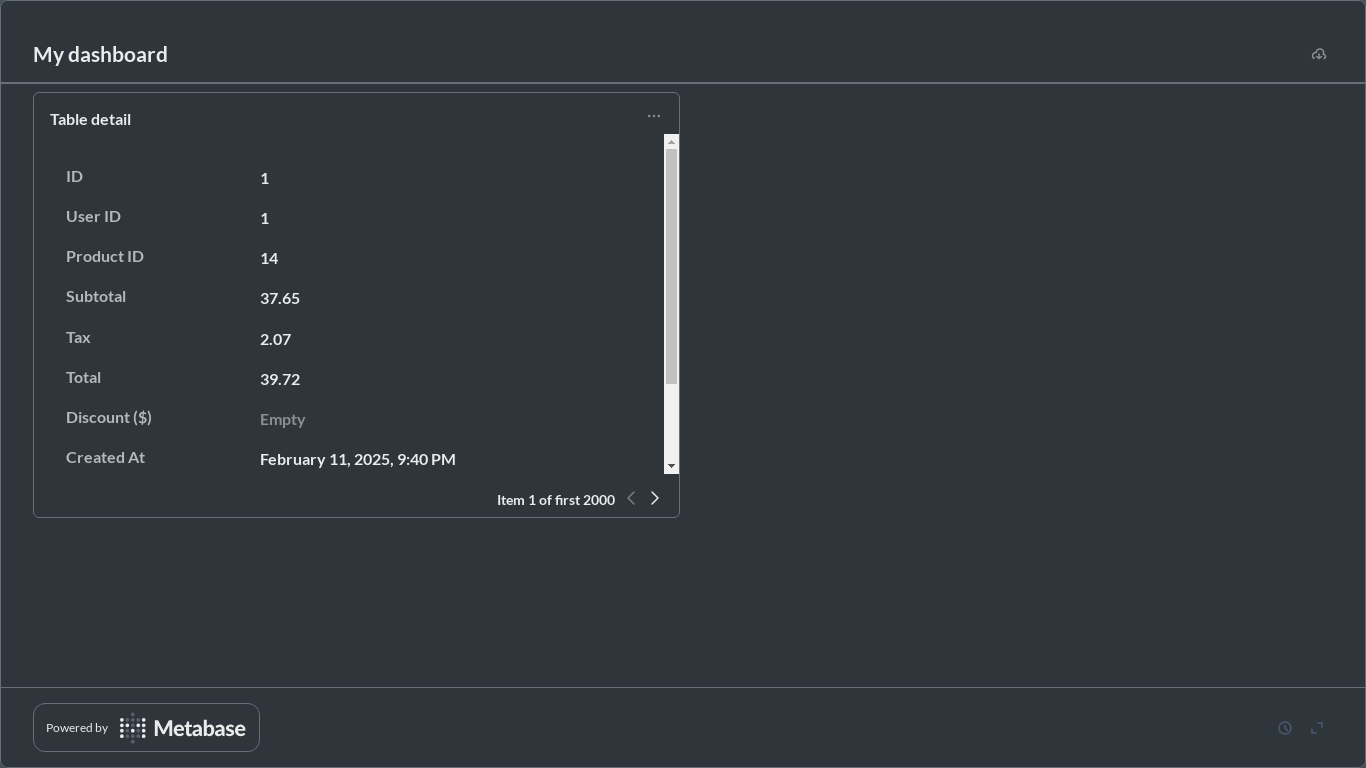 My dashboard
Table detail
ID 1
User ID 1
Product ID 14
Subtotal 37.65
Tax 2.07
Total 39.72
Discount ($) Empty
Created At February 11, 2025, 9:40 PM
Item 1 of first 2000
Powered by Metabase